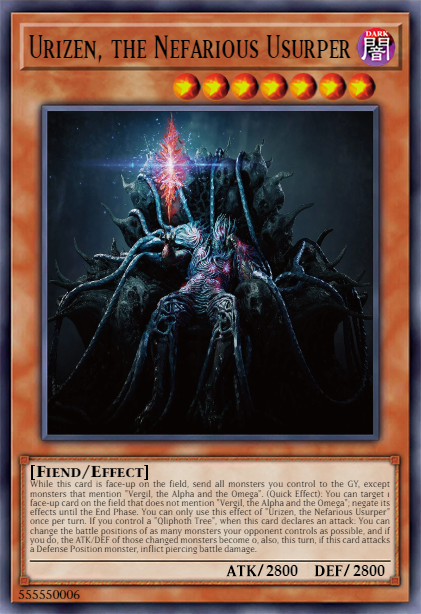 Urizen, the Nefarious Usurper
DARK
闇
[Fiend/Effect]
While this card is face-up on the field, send all monsters you control to the GY, except
monsters that mention "Vergil, the Alpha and the Omega". (Quick Effect): You can target 1
face-up card on the field that does not mention "Vergil, the Alpha and the Omega"; negate its
effects until the End Phase. You can only use this effect of "Urizen, the Nefarious Usurper"
once per turn. If you control a "Qliphoth Tree", when this card declares an attack: You can
change the battle positions of as many monsters your opponent controls as possible, and if
you do, the ATK/DEF of those changed monsters become 0, also, this turn, if this card attacks
a Defense Position monster, inflict piercing battle damage.
ATK/2800 DEF/2800
555550006